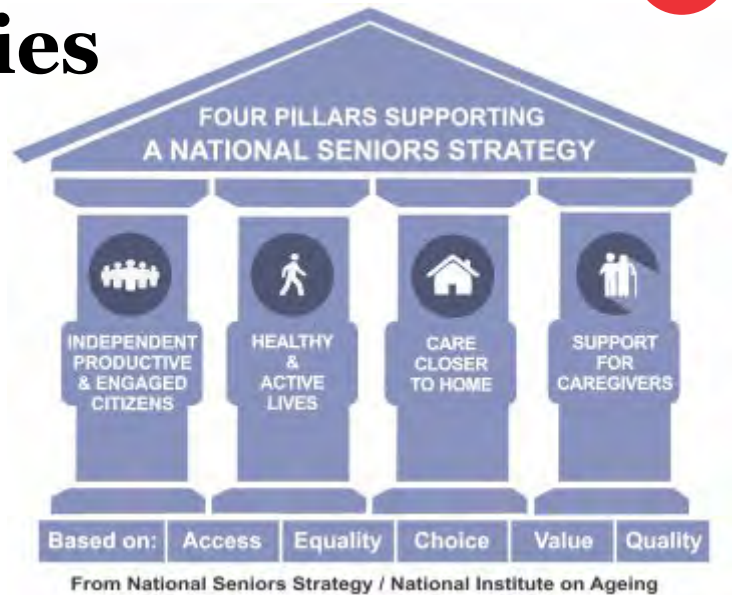 ies
FOUR PILLARS SUPPORTING
A NATIONAL SENIORS STRATEGY
INDEPENDENT
PRODUCTIVE
& ENGAGED
CITIZENS
HEALTHY
&
ACTIVE
LIVES
CARE
CLOSER
TO HOME
SUPPORT
FOR
CAREGIVERS
Based on: Access Equality Choice Value Quality
From National Seniors Strategy / National Institute on Ageing